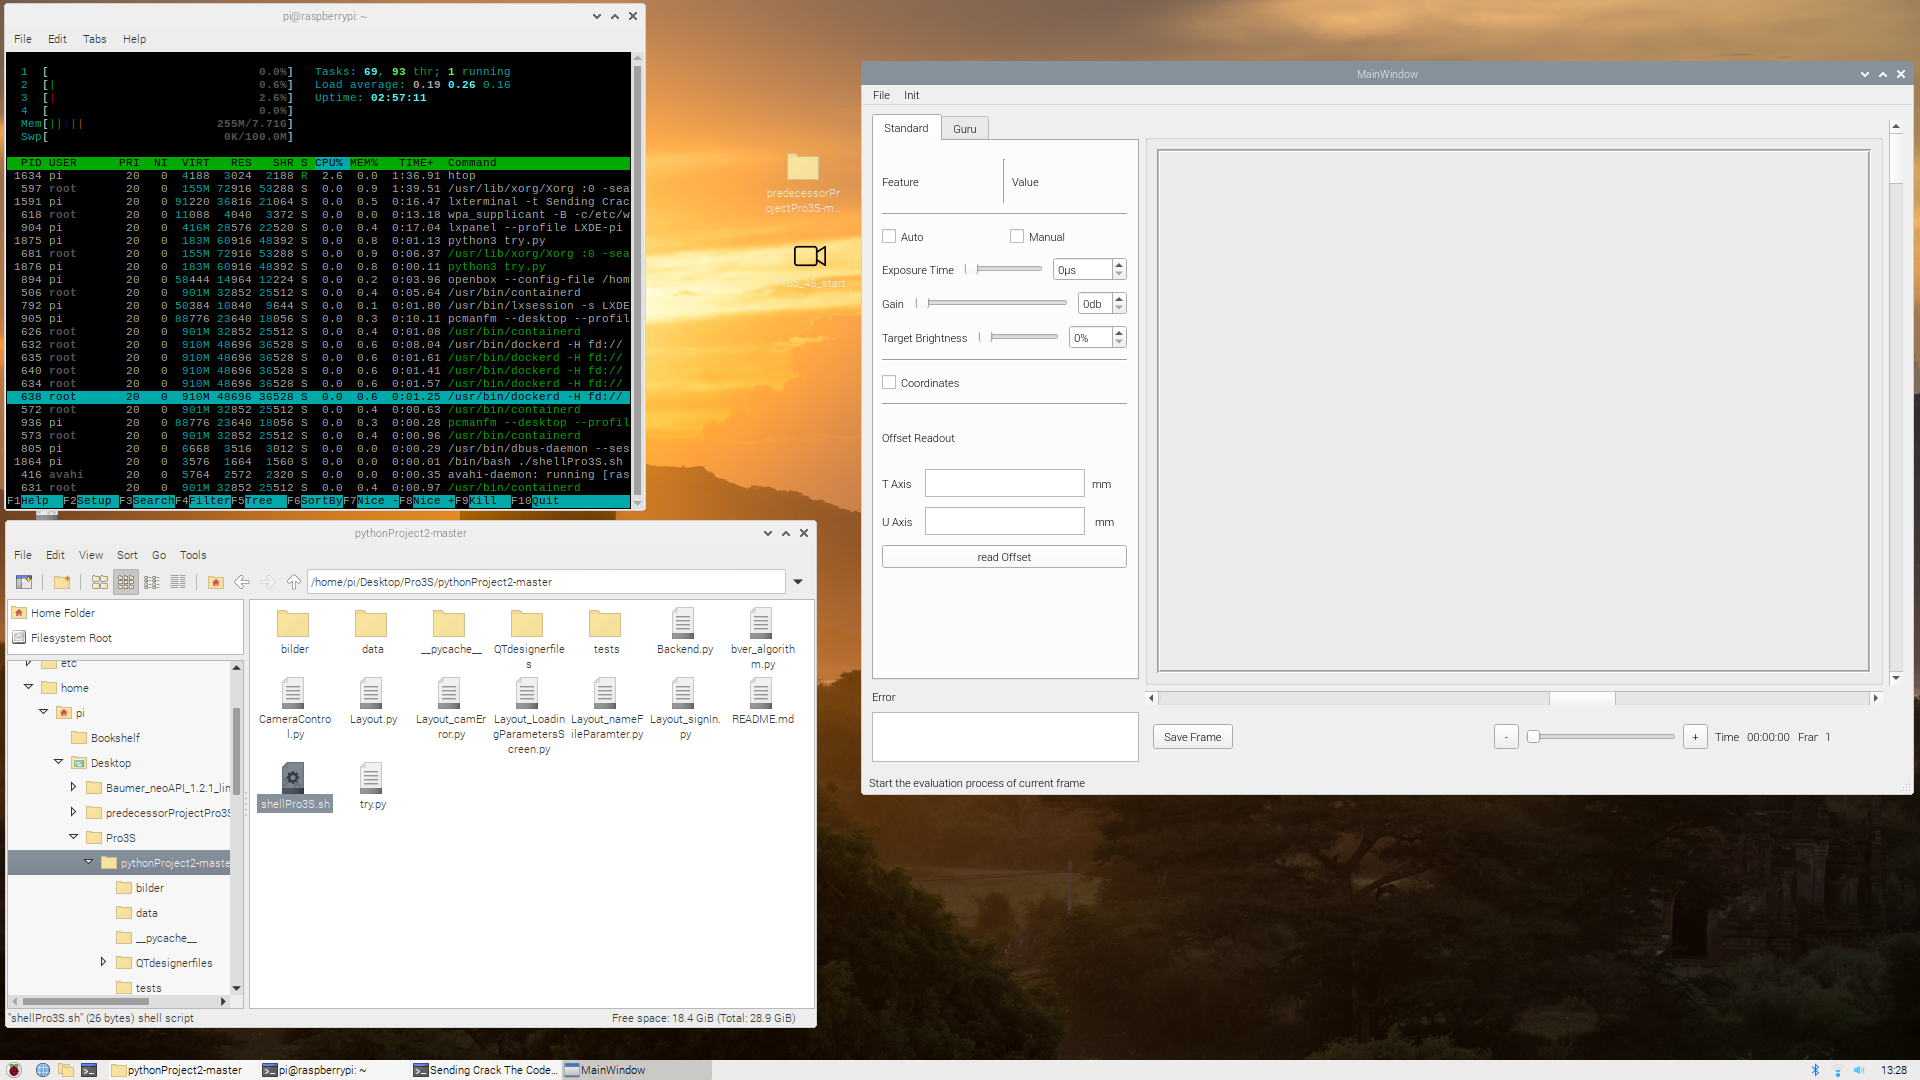 pi@raspberrypi: ~
File Edit Tabs Help
1 [ 0.0%] Tasks: 69, 93 thr; 1 running
2 [| 0.6%] Load average: 0.19 0.26 0.16
3 [| 2.6%] Uptime: 02:57:11
4 [ 0.0%]
Mem[||||| 255M/7.71G]
Swp[ 0K/100.0M]
PID USER PRI NI VIRT RES SHR S CPU% MEM% TIME+ Command
1634 pi 20 0 4188 3024 2188 R 2.6 0.0 1:36.91 htop
597 root 20 0 155M 72916 53288 S 0.0 0.9 1:39.51 /usr/lib/xorg/Xorg :0 -sea
1591 pi 20 0 91220 36816 21064 S 0.0 0.5 0:16.47 lxterminal -t Sending Crac
618 root 20 0 11088 4040 3372 S 0.0 0.0 0:13.18 wpa_supplicant -B -c/etc/w
904 pi 20 0 416M 28576 22520 S 0.0 0.4 0:17.04 lxpanel --profile LXDE-pi
1875 pi 20 0 183M 60916 48392 S 0.0 0.8 0:01.13 python3 try.py
681 root 20 0 155M 72916 53288 S 0.0 0.9 0:06.37 /usr/lib/xorg/Xorg :0 -sea
1876 pi 20 0 183M 60916 48392 S 0.0 0.8 0:00.11 python3 try.py
894 pi 20 0 58444 14964 12224 S 0.0 0.2 0:03.96 openbox --config-file /hom
506 root 20 0 901M 32852 25512 S 0.0 0.4 0:05.64 /usr/bin/containerd
792 pi 20 0 50384 10840 9644 S 0.0 0.1 0:01.80 /usr/bin/lxsession -s LXDE
905 pi 20 0 88776 23640 18056 S 0.0 0.3 0:10.11 pcmanfm --desktop --profil
626 root 20 0 901M 32852 25512 S 0.0 0.4 0:01.08 /usr/bin/containerd
632 root 20 0 910M 48696 36528 S 0.0 0.6 0:08.04 /usr/bin/dockerd -H fd://
635 root 20 0 910M 48696 36528 S 0.0 0.6 0:01.61 /usr/bin/dockerd -H fd://
640 root 20 0 910M 48696 36528 S 0.0 0.6 0:01.41 /usr/bin/dockerd -H fd://
634 root 20 0 910M 48696 36528 S 0.0 0.6 0:01.57 /usr/bin/dockerd -H fd://
638 root 20 0 910M 48696 36528 S 0.0 0.6 0:01.25 /usr/bin/dockerd -H fd://
572 root 20 0 901M 32852 25512 S 0.0 0.4 0:00.63 /usr/bin/containerd
936 pi 20 0 88776 23640 18056 S 0.0 0.3 0:00.28 pcmanfm --desktop --profil
573 root 20 0 901M 32852 25512 S 0.0 0.4 0:00.96 /usr/bin/containerd
805 pi 20 0 6668 3516 3012 S 0.0 0.0 0:00.29 /usr/bin/dbus-daemon --ses
1864 pi 20 0 3576 1664 1560 S 0.0 0.0 0:00.01 /bin/bash ./shellPro3S.sh
416 avahi 20 0 5764 2572 2320 S 0.0 0.0 0:00.35 avahi-daemon: running [ras
631 root 20 0 901M 32852 25512 S 0.0 0.4 0:00.97 /usr/bin/containerd
F1Help F2Setup F3SearchF4FilterF5Tree F6SortByF7Nice -F8Nice +F9Kill F10Quit
predecessorPr
ojectPro3S-m...
MainWindow
File Init
Standard Guru
Feature Value
Auto Manual
Exposure Time 0µs
Gain 0db
Target Brightness 0%
Coordinates
Offset Readout
T Axis mm
U Axis mm
read Offset
Error
Save Frame - + Time 00:00:00 Frar 1
Start the evaluation process of current frame
pythonProject2-master
File Edit View Sort Go Tools
/home/pi/Desktop/Pro3S/pythonProject2-master
Home Folder
Filesystem Root
etc
home
pi
Bookshelf
Desktop
Baumer_neoAPI_1.2.1_lin
predecessorProjectPro3S
Pro3S
pythonProject2-maste
bilder
data
__pycache__
QTdesignerfiles
tests
bilder data __pycache__ QTdesignerfile
s tests Backend.py bver_algorith
m.py
CameraContro
l.py Layout.py Layout_camEr
ror.py Layout_Loadin
gParametersS
creen.py Layout_nameF
ileParamter.py Layout_signIn.
py README.md
shellPro3S.sh try.py
"shellPro3S.sh" (26 bytes) shell script Free space: 18.4 GiB (Total: 28.9 GiB)
pythonProject2-master pi@raspberrypi: ~ Sending Crack The Code... MainWindow 13:28